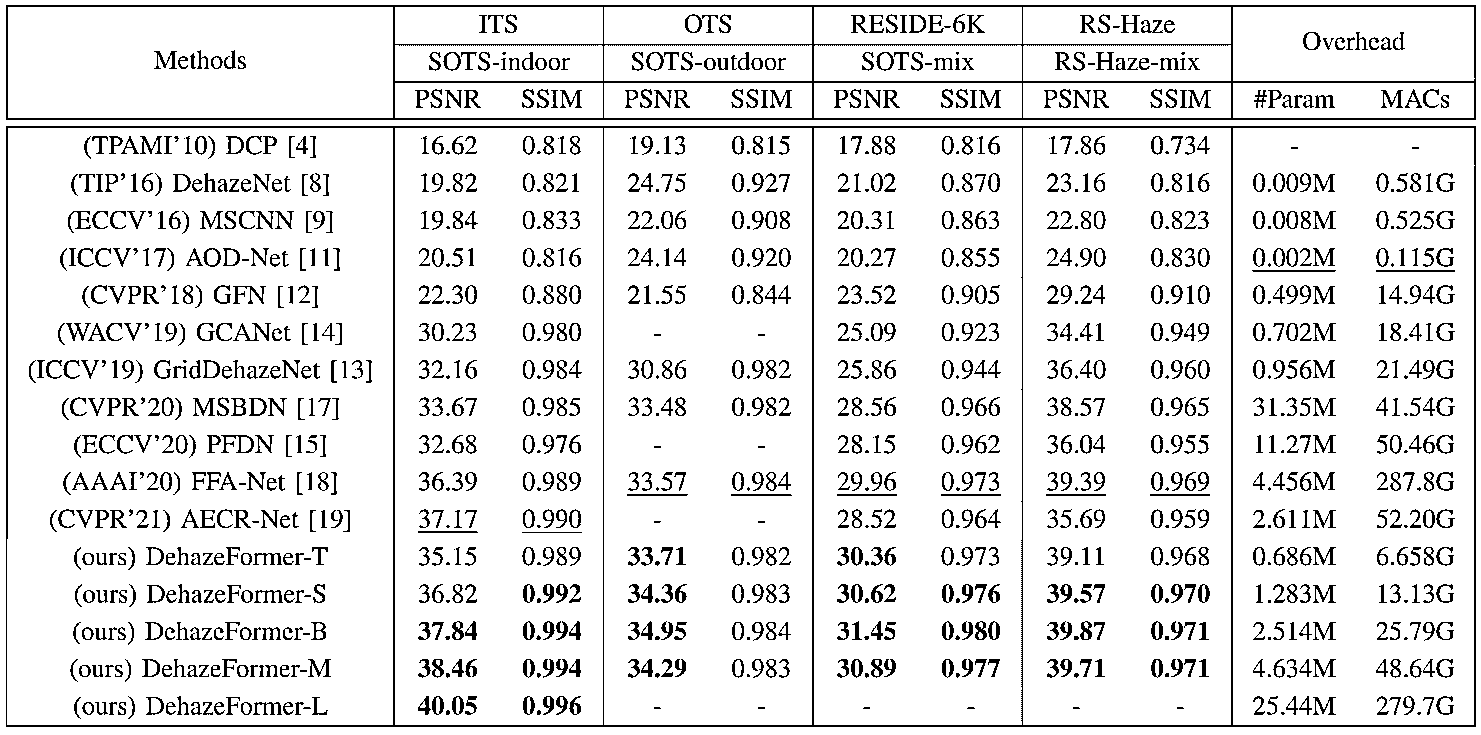 Methods ITS OTS RESIDE-6K RS-Haze Overhead
SOTS-indoor SOTS-outdoor SOTS-mix RS-Haze-mix
PSNR SSIM PSNR SSIM PSNR SSIM PSNR SSIM #Param MACs
(TPAMI'10) DCP [4] 16.62 0.818 19.13 0.815 17.88 0.816 17.86 0.734 - -
(TIP'16) DehazeNet [8] 19.82 0.821 24.75 0.927 21.02 0.870 23.16 0.816 0.009M 0.581G
(ECCV'16) MSCNN [9] 19.84 0.833 22.06 0.908 20.31 0.863 22.80 0.823 0.008M 0.525G
(ICCV'17) AOD-Net [11] 20.51 0.816 24.14 0.920 20.27 0.855 24.90 0.830 0.002M 0.115G
(CVPR'18) GFN [12] 22.30 0.880 21.55 0.844 23.52 0.905 29.24 0.910 0.499M 14.94G
(WACV'19) GCANet [14] 30.23 0.980 - - 25.09 0.923 34.41 0.949 0.702M 18.41G
(ICCV'19) GridDehazeNet [13] 32.16 0.984 30.86 0.982 25.86 0.944 36.40 0.960 0.956M 21.49G
(CVPR'20) MSBDN [17] 33.67 0.985 33.48 0.982 28.56 0.966 38.57 0.965 31.35M 41.54G
(ECCV'20) PFDN [15] 32.68 0.976 - - 28.15 0.962 36.04 0.955 11.27M 50.46G
(AAAI'20) FFA-Net [18] 36.39 0.989 33.57 0.984 29.96 0.973 39.39 0.969 4.456M 287.8G
(CVPR'21) AECR-Net [19] 37.17 0.990 - - 28.52 0.964 35.69 0.959 2.611M 52.20G
(ours) DehazeFormer-T 35.15 0.989 33.71 0.982 30.36 0.973 39.11 0.968 0.686M 6.658G
(ours) DehazeFormer-S 36.82 0.992 34.36 0.983 30.62 0.976 39.57 0.970 1.283M 13.13G
(ours) DehazeFormer-B 37.84 0.994 34.95 0.984 31.45 0.980 39.87 0.971 2.514M 25.79G
(ours) DehazeFormer-M 38.46 0.994 34.29 0.983 30.89 0.977 39.71 0.971 4.634M 48.64G
(ours) DehazeFormer-L 40.05 0.996 - - - - - - 25.44M 279.7G